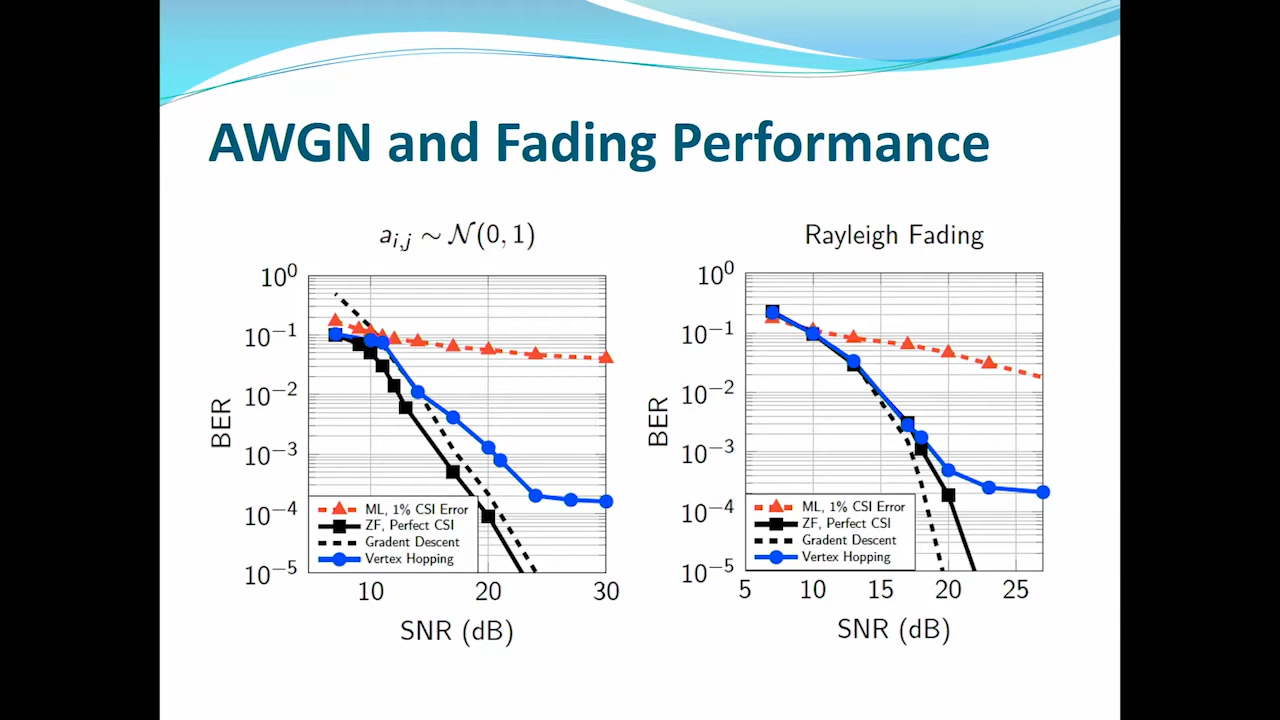 AWGN and Fading Performance
a_{i,j} ∼ 𝒩(0, 1)
10^0
10^{-1}
10^{-2}
10^{-3}
10^{-4}
10^{-5}
BER
ML, 1% CSI Error
ZF, Perfect CSI
Gradent Descent
Vertex Hopping
10 20 30
SNR (dB)
Rayleigh Fading
10^0
10^{-1}
10^{-2}
10^{-3}
10^{-4}
10^{-5}
BER
ML, 1% CSI Error
ZF, Perfect CSI
Gradent Descent
Vertex Hopping
5 10 15 20 25
SNR (dB)